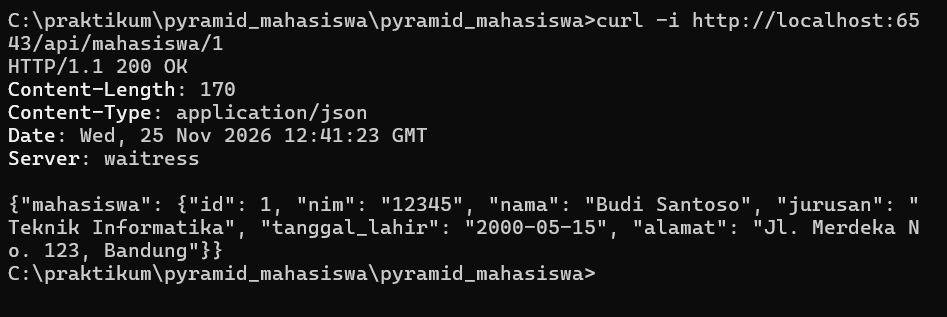 C:\praktikum\pyramid_mahasiswa\pyramid_mahasiswa>curl -i http://localhost:65
43/api/mahasiswa/1
HTTP/1.1 200 OK
Content-Length: 170
Content-Type: application/json
Date: Wed, 25 Nov 2026 12:41:23 GMT
Server: waitress

{"mahasiswa": {"id": 1, "nim": "12345", "nama": "Budi Santoso", "jurusan": "
Teknik Informatika", "tanggal_lahir": "2000-05-15", "alamat": "Jl. Merdeka N
o. 123, Bandung"}}
C:\praktikum\pyramid_mahasiswa\pyramid_mahasiswa>